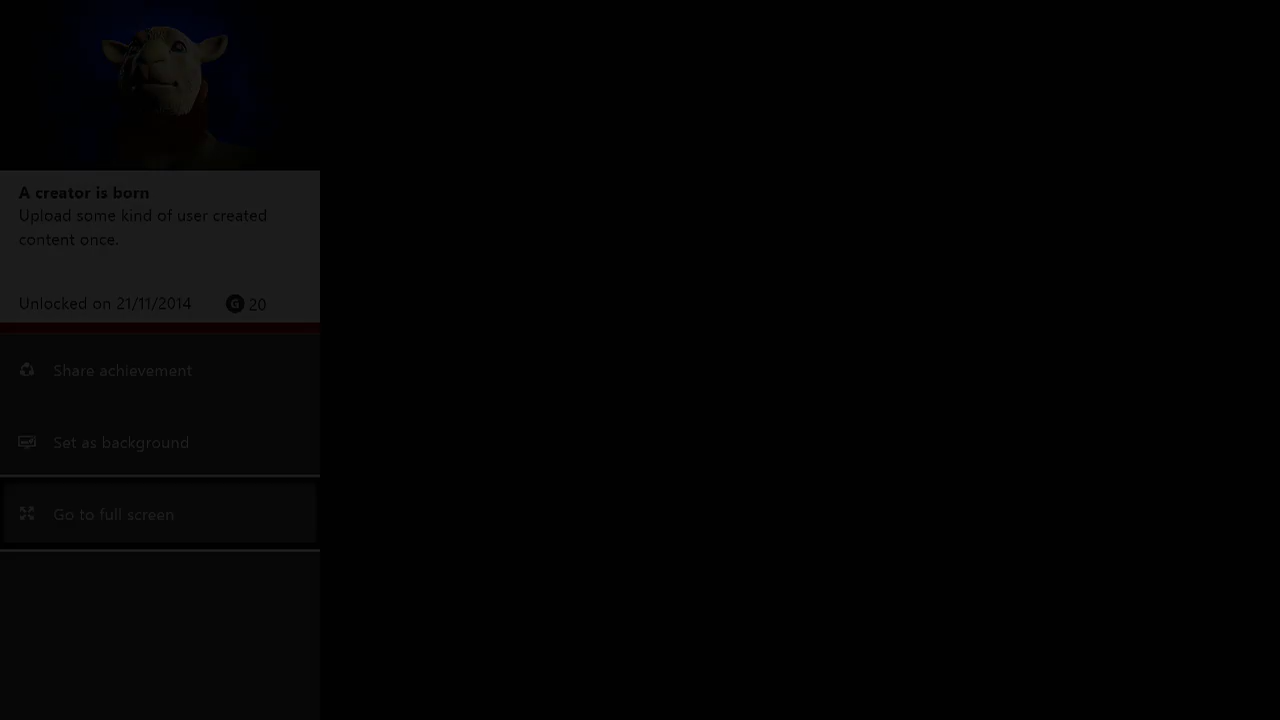 A creator is born
Upload some kind of user created
content once.
Unlocked on 21/11/2014 G 20
Share achievement
Set as background
Go to full screen